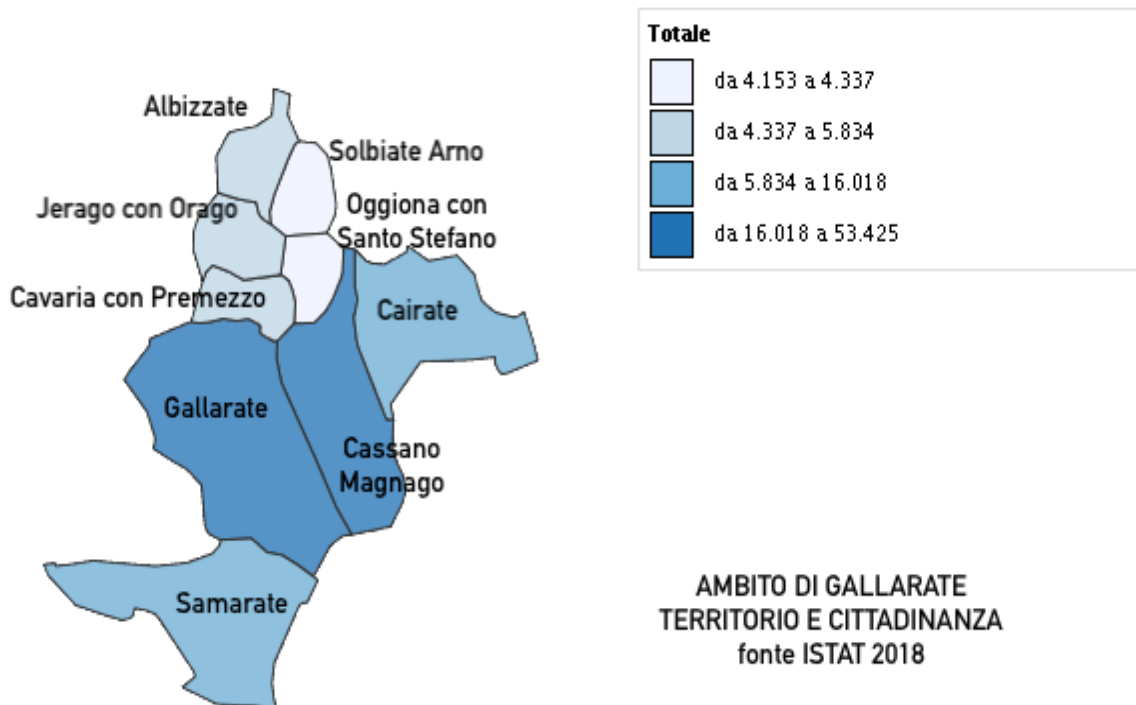 Totale
da 4.153 a 4.337
da 4.337 a 5.834
da 5.834 a 16.018
da 16.018 a 53.425
Albizzate
Solbiate Arno
Jerago con Orago
Oggiona con
Santo Stefano
Cavaria con Premezzo
Cairate
Gallarate
Cassano
Magnago
Samarate
AMBITO DI GALLARATE
TERRITORIO E CITTADINANZA
fonte ISTAT 2018